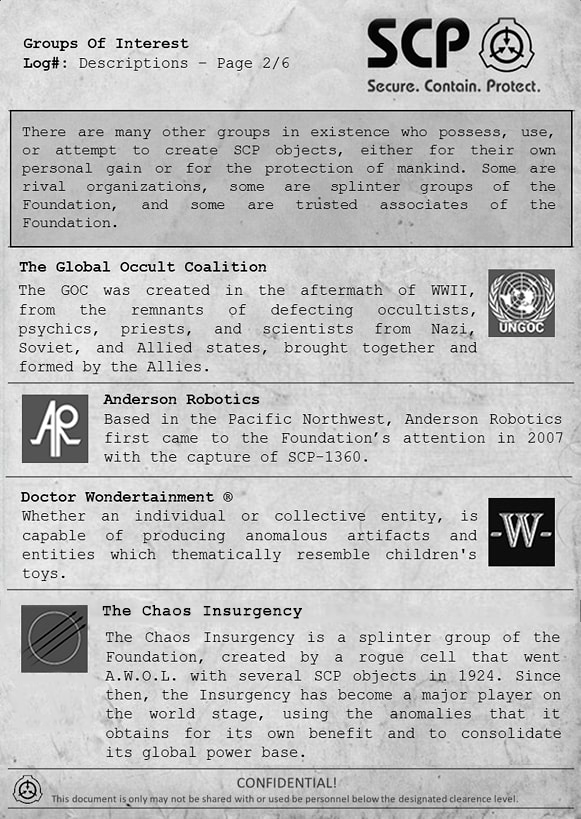 Groups Of Interest
Log#: Descriptions – Page 2/6
SCP
Secure. Contain. Protect.
There are many other groups in existence who possess, use,
or attempt to create SCP objects, either for their own
personal gain or for the protection of mankind. Some are
rival organizations, some are splinter groups of the
Foundation, and some are trusted associates of the
Foundation.
The Global Occult Coalition
The GOC was created in the aftermath of WWII,
from the remnants of defecting occultists,
psychics, priests, and scientists from Nazi,
Soviet, and Allied states, brought together and
formed by the Allies.
UNGOC
Anderson Robotics
AR
Based in the Pacific Northwest, Anderson Robotics
first came to the Foundation’s attention in 2007
with the capture of SCP-1360.
Doctor Wondertainment ®
Whether an individual or collective entity, is
capable of producing anomalous artifacts and
entities which thematically resemble children's
toys.
-W-
The Chaos Insurgency
The Chaos Insurgency is a splinter group of the
Foundation, created by a rogue cell that went
A.W.O.L. with several SCP objects in 1924. Since
then, the Insurgency has become a major player on
the world stage, using the anomalies that it
obtains for its own benefit and to consolidate
its global power base.
CONFIDENTIAL!
This document is only may not be shared with or used be personnel below the designated clearence level.